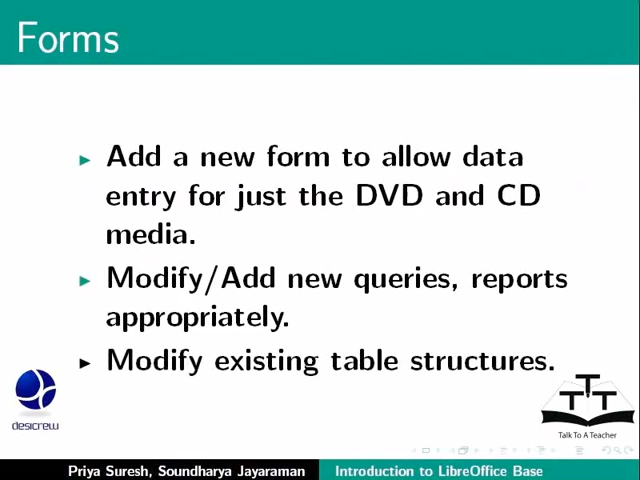 Forms
Add a new form to allow data
entry for just the DVD and CD
media.
Modify/Add new queries, reports
appropriately.
Modify existing table structures.
desicrew
TTT
Talk To A Teacher
Priya Suresh, Soundharya Jayaraman
Introduction to LibreOffice Base